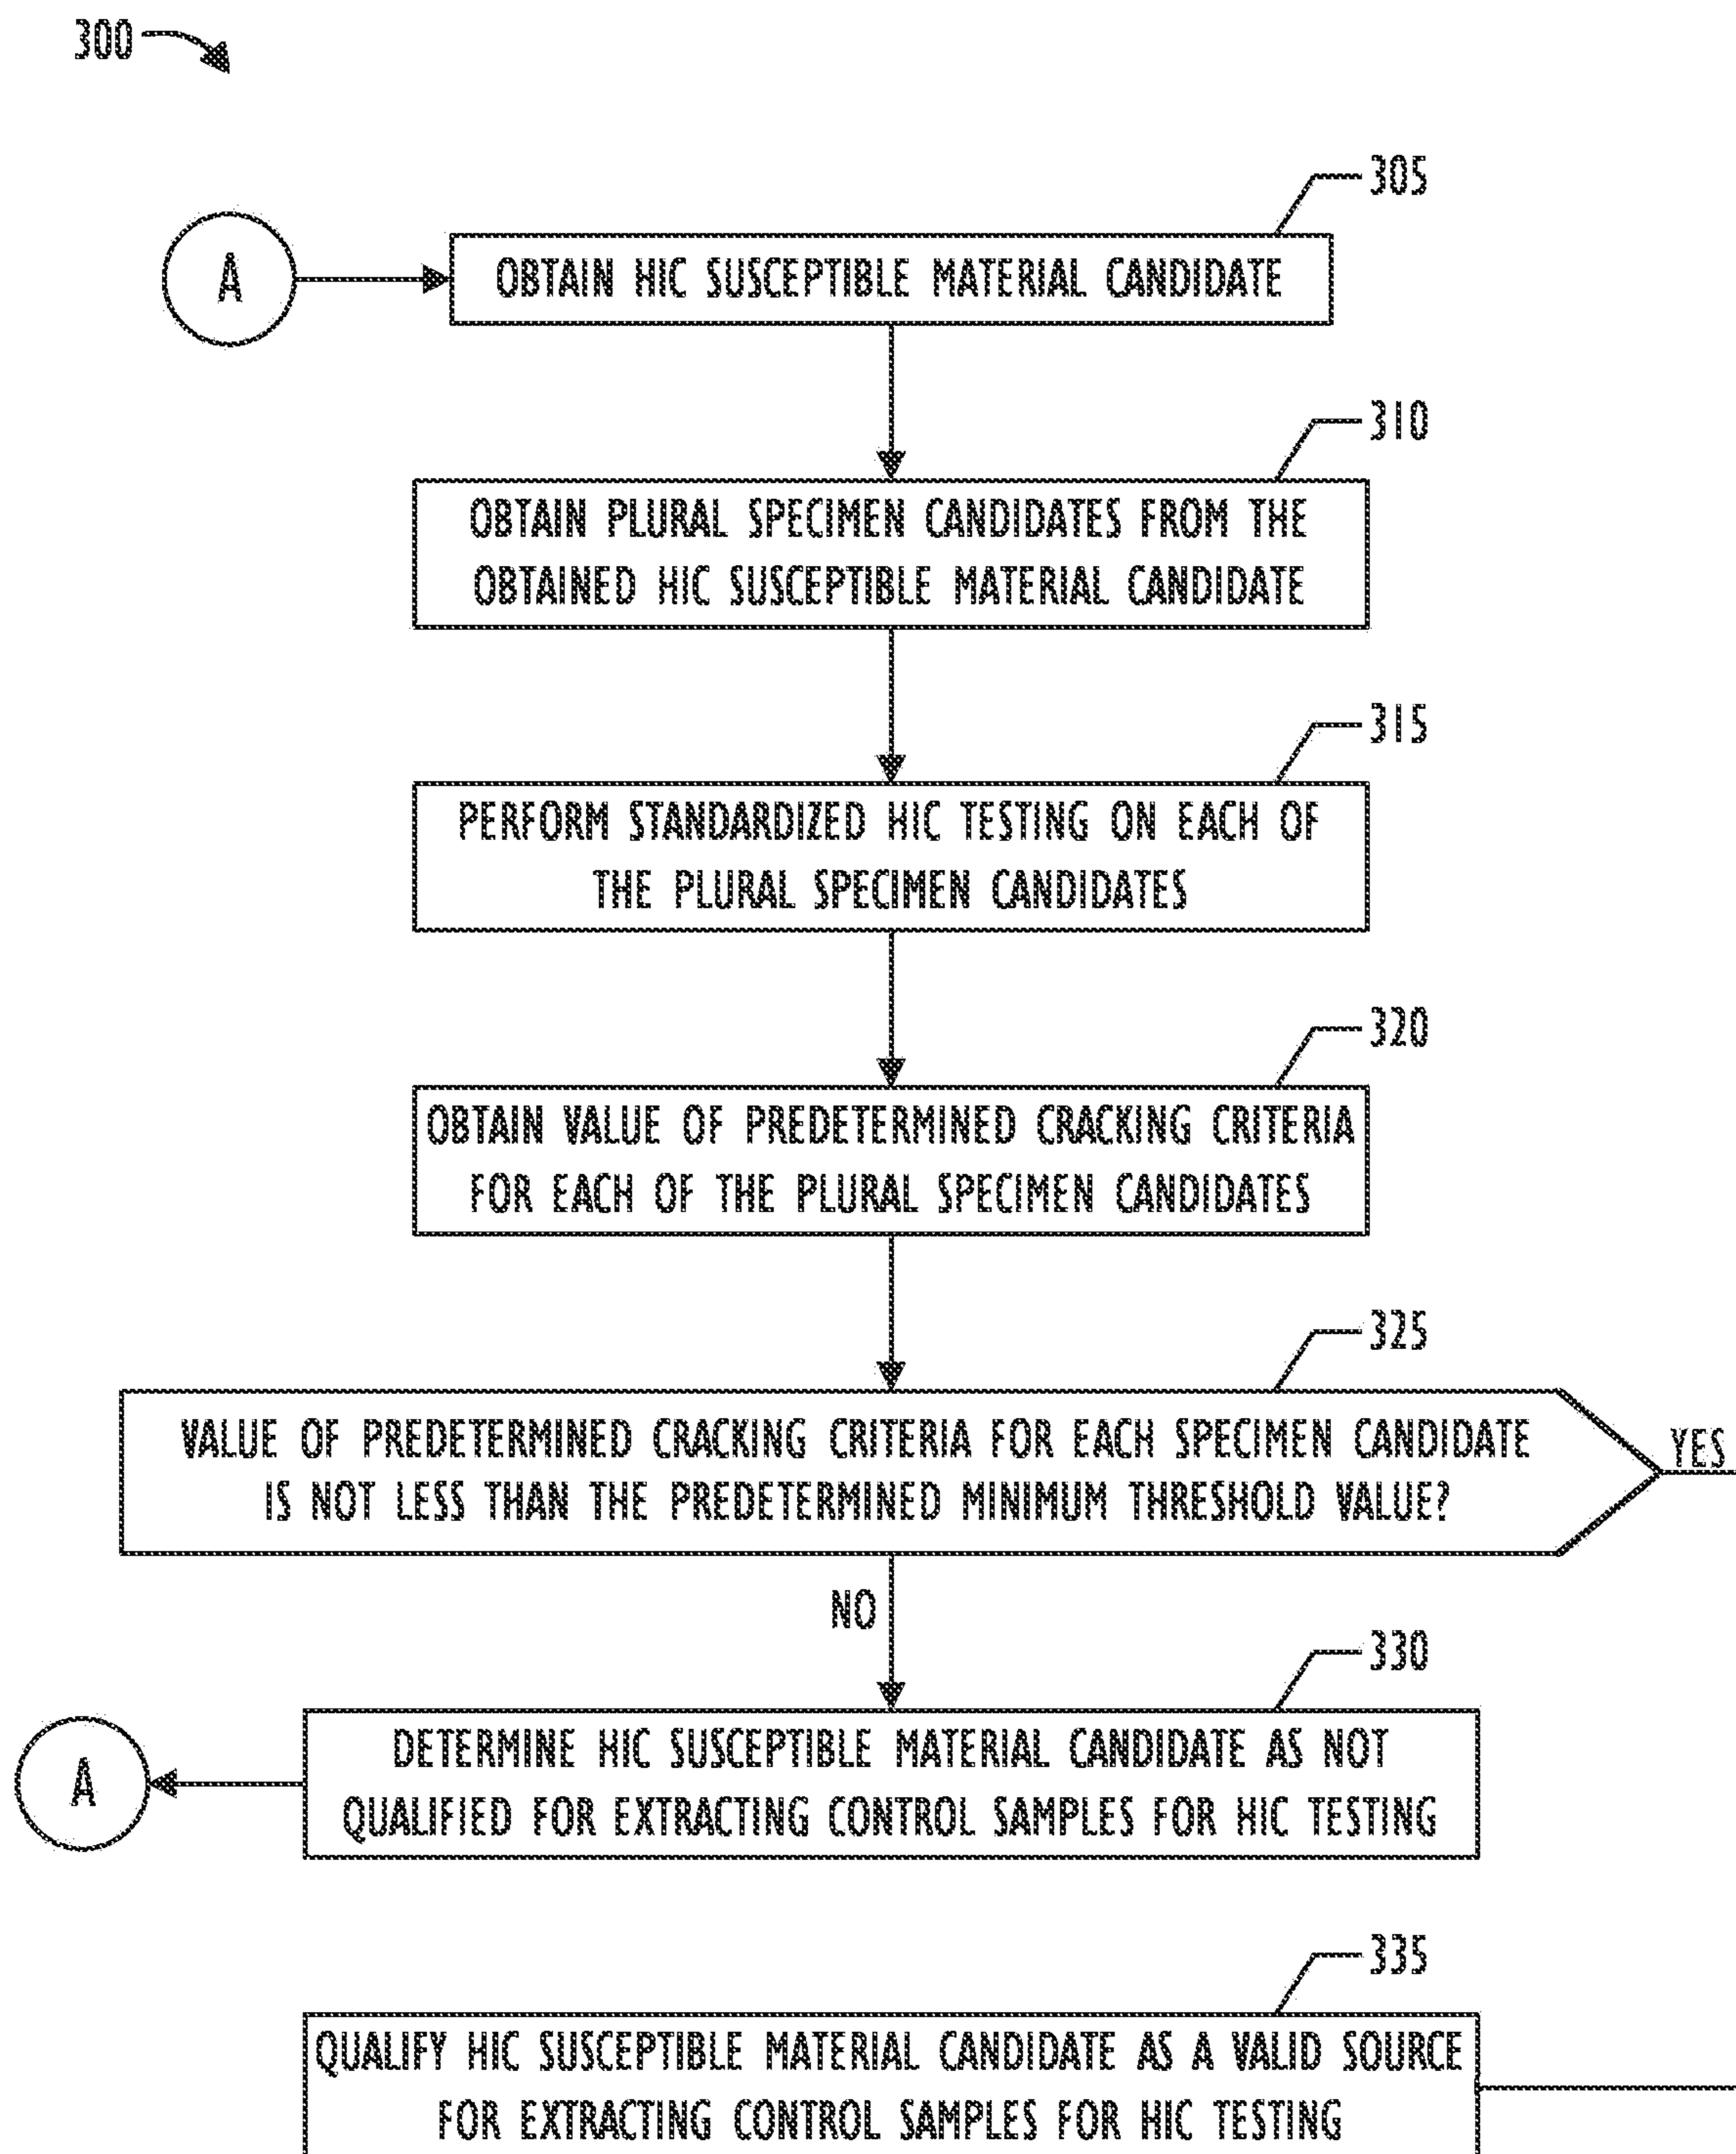 300
305
A
OBTAIN HIC SUSCEPTIBLE MATERIAL CANDIDATE
310
OBTAIN PLURAL SPECIMEN CANDIDATES FROM THE
OBTAINED HIC SUSCEPTIBLE MATERIAL CANDIDATE
315
PERFORM STANDARDIZED HIC TESTING ON EACH OF
THE PLURAL SPECIMEN CANDIDATES
320
OBTAIN VALUE OF PREDETERMINED CRACKING CRITERIA
FOR EACH OF THE PLURAL SPECIMEN CANDIDATES
325
VALUE OF PREDETERMINED CRACKING CRITERIA FOR EACH SPECIMEN CANDIDATE
IS NOT LESS THAN THE PREDETERMINED MINIMUM THRESHOLD VALUE?
YES
NO
330
DETERMINE HIC SUSCEPTIBLE MATERIAL CANDIDATE AS NOT
QUALIFIED FOR EXTRACTING CONTROL SAMPLES FOR HIC TESTING
A
335
QUALIFY HIC SUSCEPTIBLE MATERIAL CANDIDATE AS A VALID SOURCE
FOR EXTRACTING CONTROL SAMPLES FOR HIC TESTING